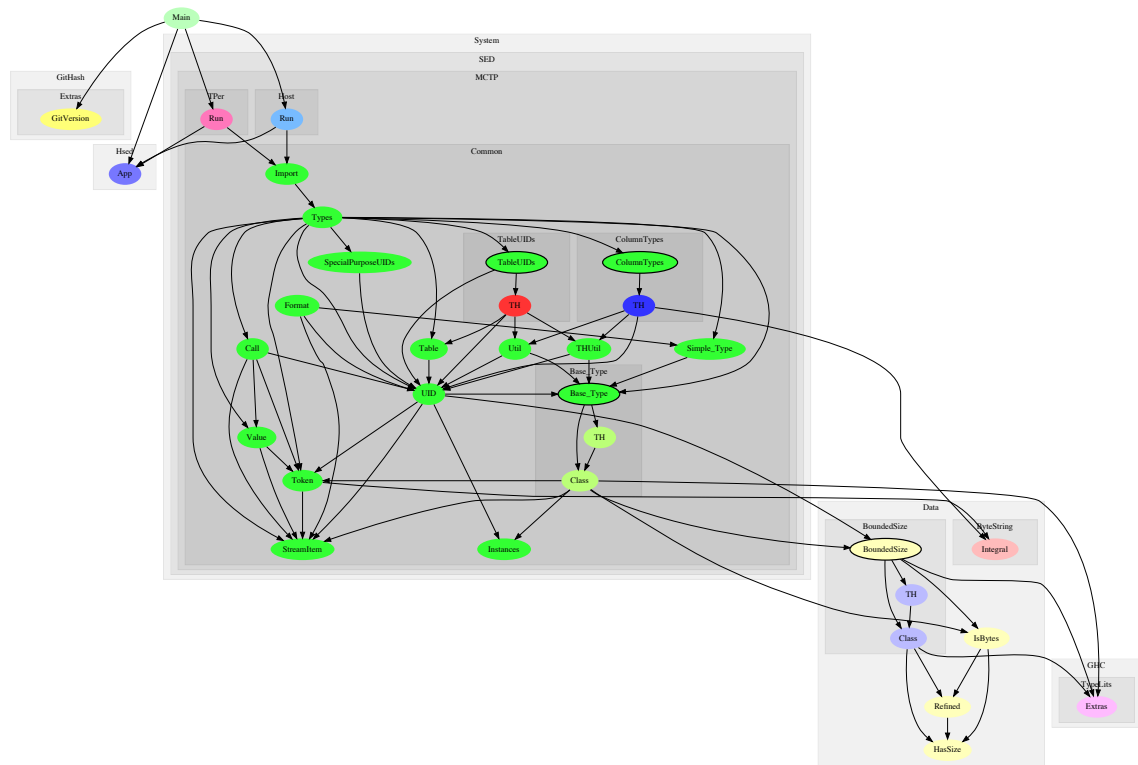 Main
System
SED
GitHash
MCTP
Extras
TPer
Host
GitVersion
Run
Run
Hsed
Common
App
Import
Types
TableUIDs
ColumnTypes
SpecialPurposeUIDs
TableUIDs
ColumnTypes
Format
TH
TH
Call
Table
Util
THUtil
Simple_Type
Base_Type
UID
Base_Type
Value
TH
Token
Class
Data
BoundedSize
ByteString
StreamItem
Instances
BoundedSize
Integral
TH
Class
IsBytes
GHC
TypeLits
Refined
Extras
HasSize